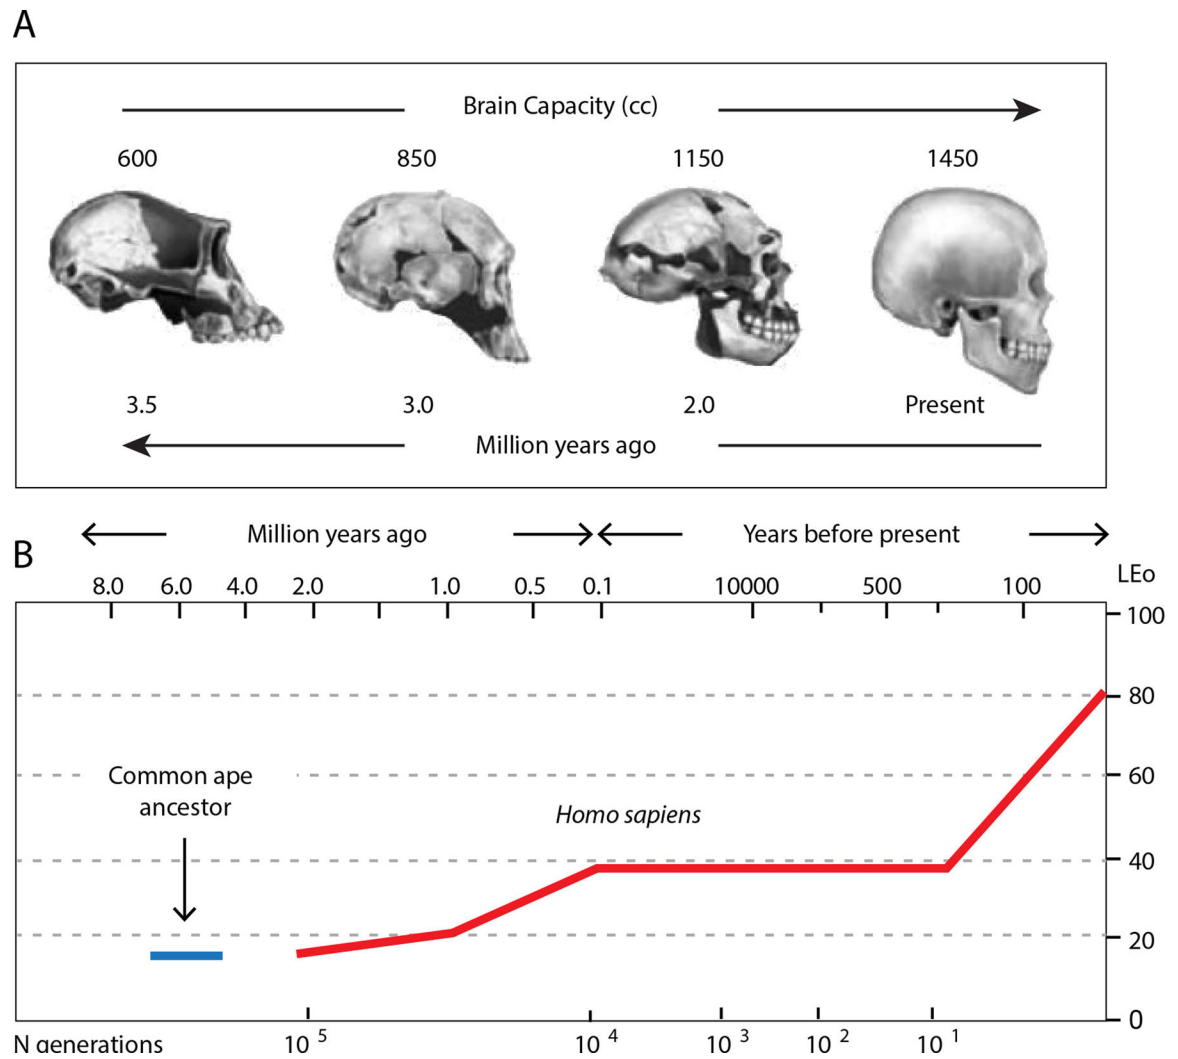 A
Brain Capacity (cc)
600 850 1150 1450
3.5 3.0 2.0 Present
Million years ago
Million years ago Years before present
B
8.0 6.0 4.0 2.0 1.0 0.5 0.1 10000 500 100 LEo
100
80
60
Common ape
ancestor
Homo sapiens
40
20
0
N generations 10 5 10 4 10 3 10 2 10 1